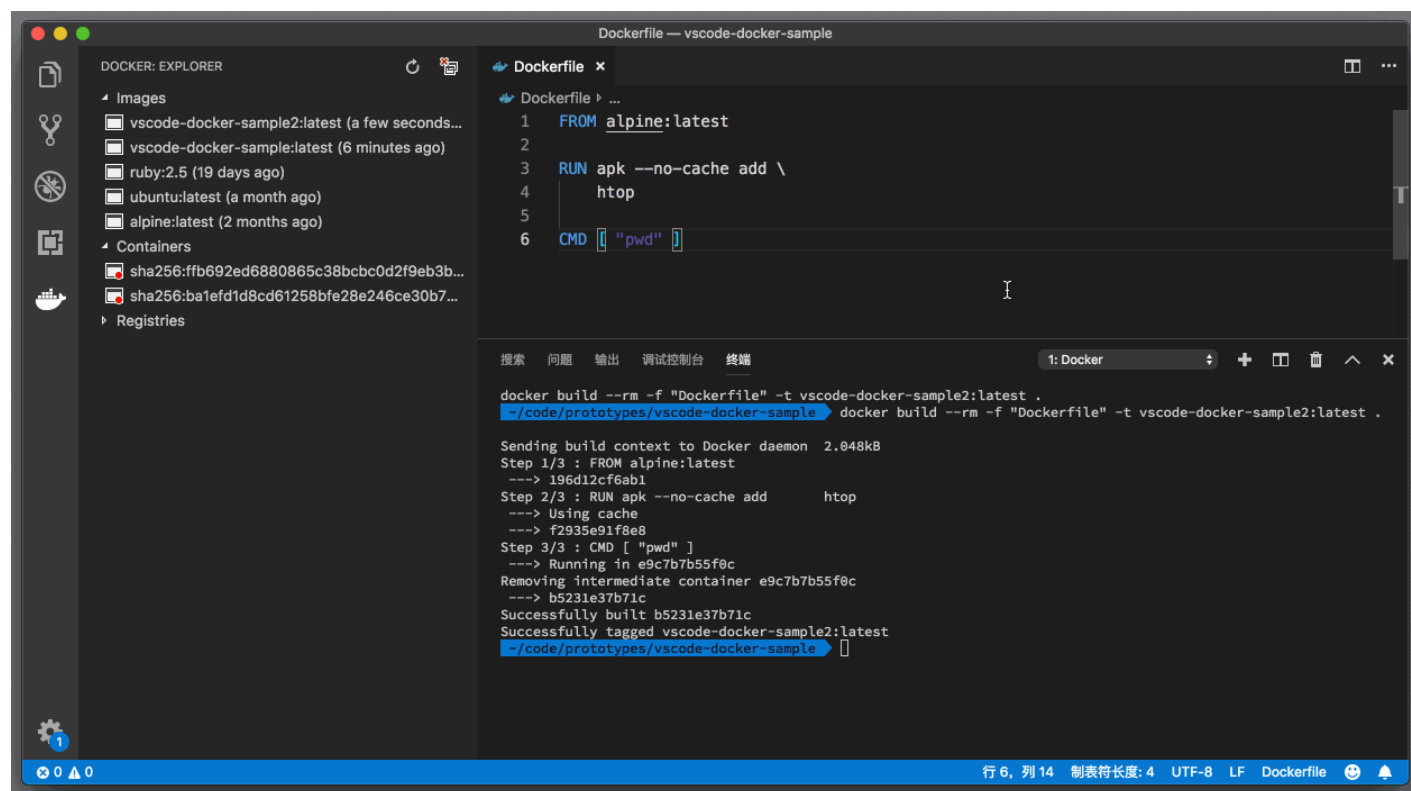 Dockerfile — vscode-docker-sample
DOCKER: EXPLORER
Images
vscode-docker-sample2:latest (a few seconds...
vscode-docker-sample:latest (6 minutes ago)
ruby:2.5 (19 days ago)
ubuntu:latest (a month ago)
alpine:latest (2 months ago)
Containers
sha256:ffb692ed6880865c38bcbc0d2f9eb3b...
sha256:ba1efd1d8cd61258bfe28e246ce30b7...
Registries
Dockerfile ×
Dockerfile ...
1 FROM alpine:latest
2
3 RUN apk --no-cache add \
4 htop
5
6 CMD [ "pwd" ]
搜索 问题 输出 调试控制台 终端 1: Docker
docker build --rm -f "Dockerfile" -t vscode-docker-sample2:latest .
~/code/prototypes/vscode-docker-sample docker build --rm -f "Dockerfile" -t vscode-docker-sample2:latest .
Sending build context to Docker daemon 2.048kB
Step 1/3 : FROM alpine:latest
---> 196d12cf6ab1
Step 2/3 : RUN apk --no-cache add htop
---> Using cache
---> f2935e91f8e8
Step 3/3 : CMD [ "pwd" ]
---> Running in e9c7b7b55f0c
Removing intermediate container e9c7b7b55f0c
---> b5231e37b71c
Successfully built b5231e37b71c
Successfully tagged vscode-docker-sample2:latest
~/code/prototypes/vscode-docker-sample
1
0 0 行 6，列 14 制表符长度: 4 UTF-8 LF Dockerfile